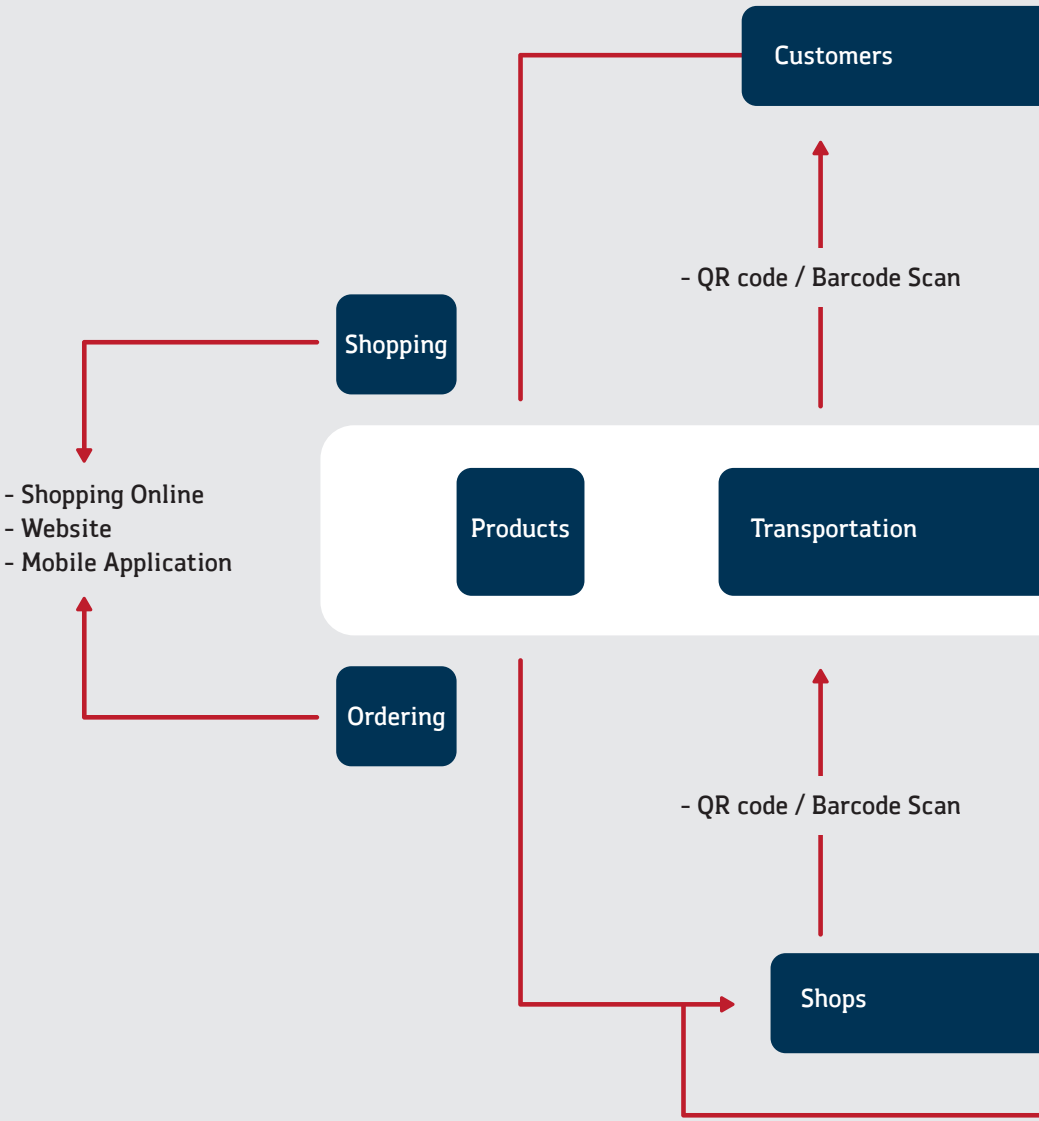 Customers
- QR code / Barcode Scan
Shopping
- Shopping Online
- Website
- Mobile Application
Products
Transportation
Ordering
- QR code / Barcode Scan
Shops